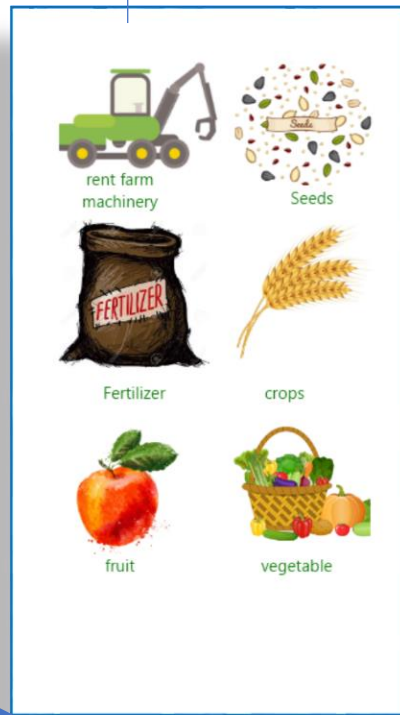 rent farm
machinery
Seeds
Seeds
FERTILIZER
Fertilizer
crops
fruit
vegetable